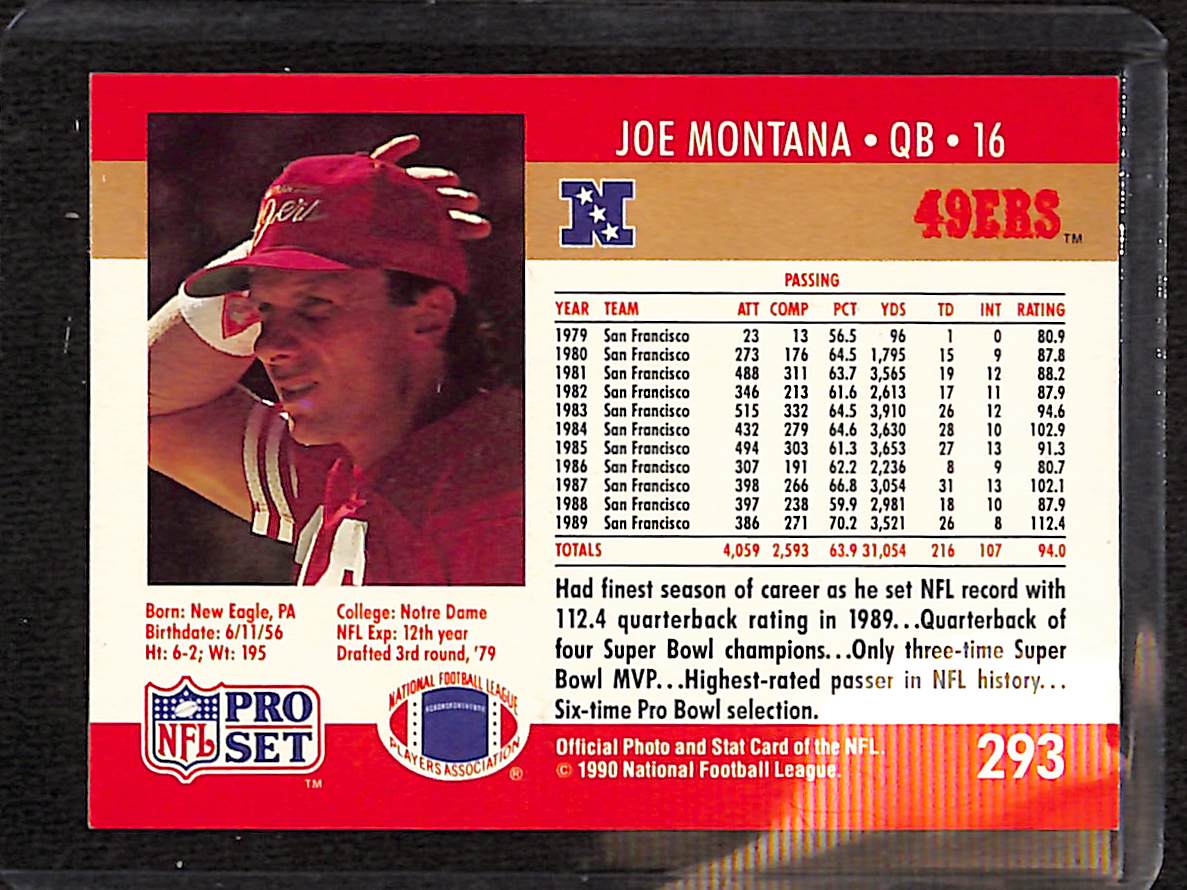 JOE MONTANA • QB • 16
N
49ERS™
PASSING
YEAR TEAM ATT COMP PCT YDS TD INT RATING
1979 San Francisco 23 13 56.5 96 1 0 80.9
1980 San Francisco 273 176 64.5 1,795 15 9 87.8
1981 San Francisco 488 311 63.7 3,565 19 12 88.2
1982 San Francisco 346 213 61.6 2,613 17 11 87.9
1983 San Francisco 515 332 64.5 3,910 26 12 94.6
1984 San Francisco 432 279 64.6 3,630 28 10 102.9
1985 San Francisco 494 303 61.3 3,653 27 13 91.3
1986 San Francisco 307 191 62.2 2,236 8 9 80.7
1987 San Francisco 398 266 66.8 3,054 31 13 102.1
1988 San Francisco 397 238 59.9 2,981 18 10 87.9
1989 San Francisco 386 271 70.2 3,521 26 8 112.4
TOTALS 4,059 2,593 63.9 31,054 216 107 94.0
Had finest season of career as he set NFL record with
112.4 quarterback rating in 1989...Quarterback of
four Super Bowl champions...Only three-time Super
Bowl MVP...Highest-rated passer in NFL history...
Six-time Pro Bowl selection.
Born: New Eagle, PA
Birthdate: 6/11/56
Ht: 6-2; Wt: 195
College: Notre Dame
NFL Exp: 12th year
Drafted 3rd round, '79
NFL
PRO
SET
™
NATIONAL FOOTBALL LEAGUE
PLAYERS ASSOCIATION
®
Official Photo and Stat Card of the NFL.
© 1990 National Football League.
293